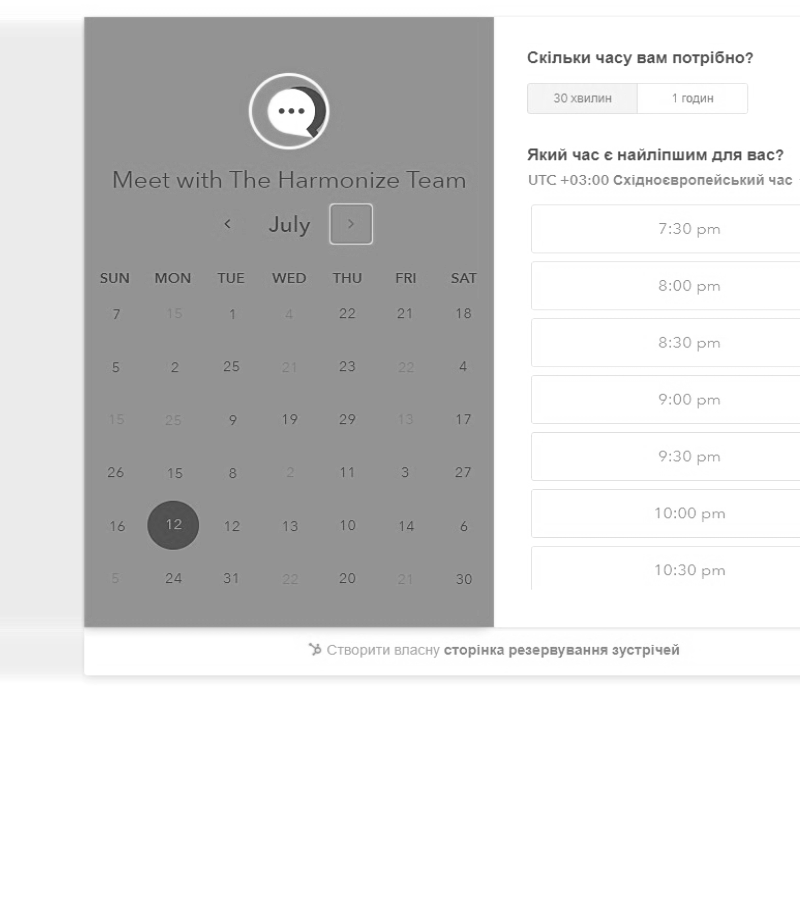 Meet with The Harmonize Team
July
SUN MON TUE WED THU FRI SAT
7 15 1 4 22 21 18
5 2 25 21 23 22 4
15 25 9 19 29 13 17
26 15 8 2 11 3 27
16 12 12 13 10 14 6
5 24 31 22 20 21 30
Скільки часу вам потрібно?
30 хвилин 1 годин
Який час є найліпшим для вас?
UTC +03:00 Східноєвропейський час
7:30 pm
8:00 pm
8:30 pm
9:00 pm
9:30 pm
10:00 pm
10:30 pm
Створити власну сторінка резервування зустрічей